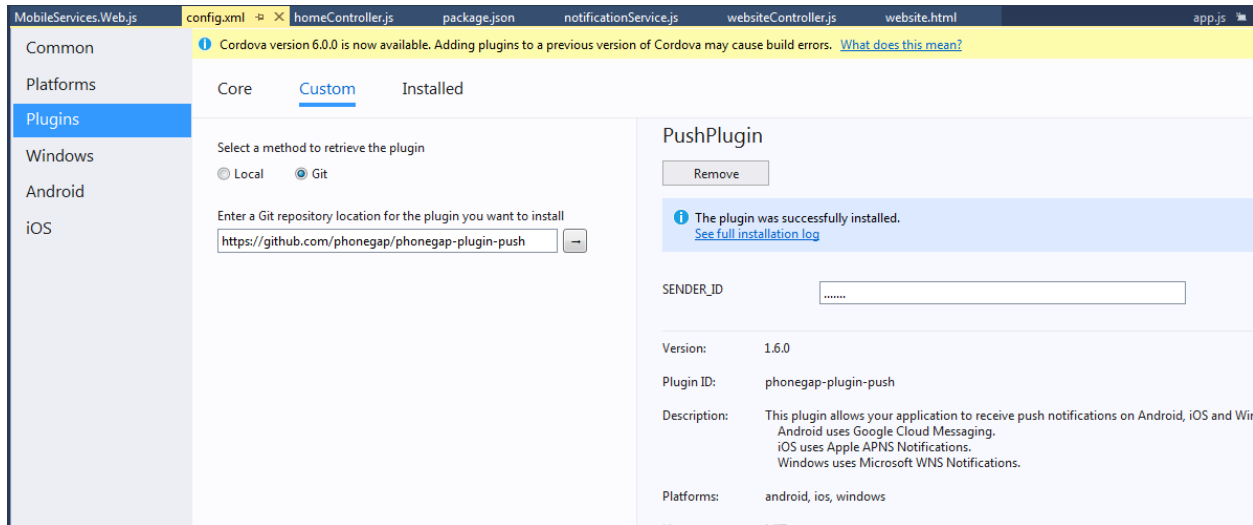 MobileServices.Web.js config.xml homeController.js package.json notificationService.js websiteController.js website.html app.js
Common
Platforms
Plugins
Windows
Android
iOS
Cordova version 6.0.0 is now available. Adding plugins to a previous version of Cordova may cause build errors. What does this mean?
Core Custom Installed
Select a method to retrieve the plugin
Local Git
Enter a Git repository location for the plugin you want to install
https://github.com/phonegap/phonegap-plugin-push →
PushPlugin
Remove
The plugin was successfully installed.
See full installation log
SENDER_ID .......
Version: 1.6.0
Plugin ID: phonegap-plugin-push
Description: This plugin allows your application to receive push notifications on Android, iOS and Wi
Android uses Google Cloud Messaging.
iOS uses Apple APNS Notifications.
Windows uses Microsoft WNS Notifications.
Platforms: android, ios, windows